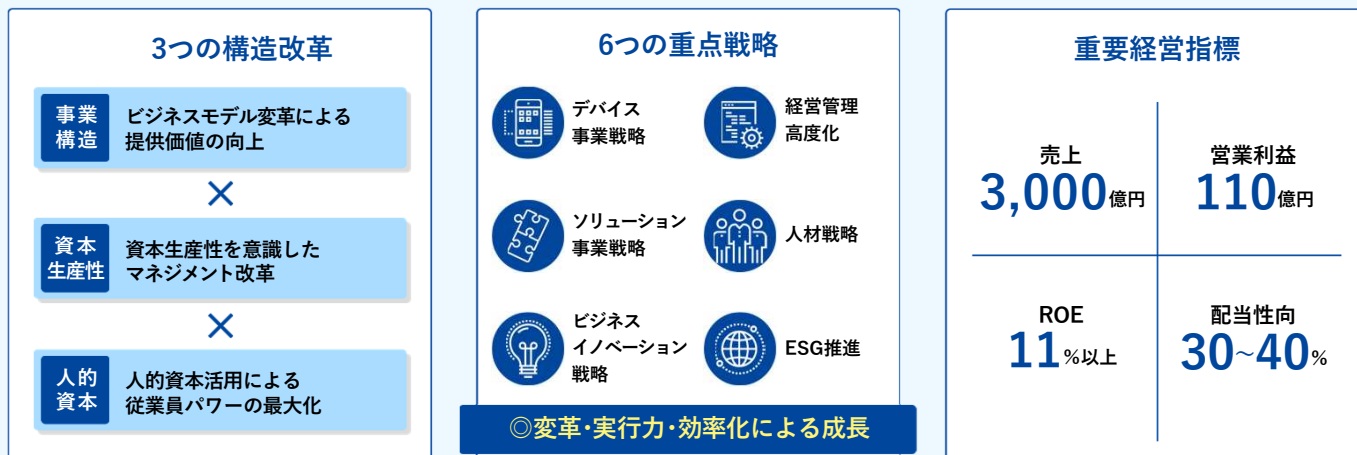 3つの構造改革
事業
構造
ビジネスモデル変革による
提供価値の向上
×
資本
生産性
資本生産性を意識した
マネジメント改革
×
人的
資本
人的資本活用による
従業員パワーの最大化
6つの重点戦略
デバイス
事業戦略
経営管理
高度化
ソリューション
事業戦略
人材戦略
ビジネス
イノベーション
戦略
ESG推進
◎変革・実行力・効率化による成長
重要経営指標
売上
3,000億円
営業利益
110億円
ROE
11%以上
配当性向
30~40%